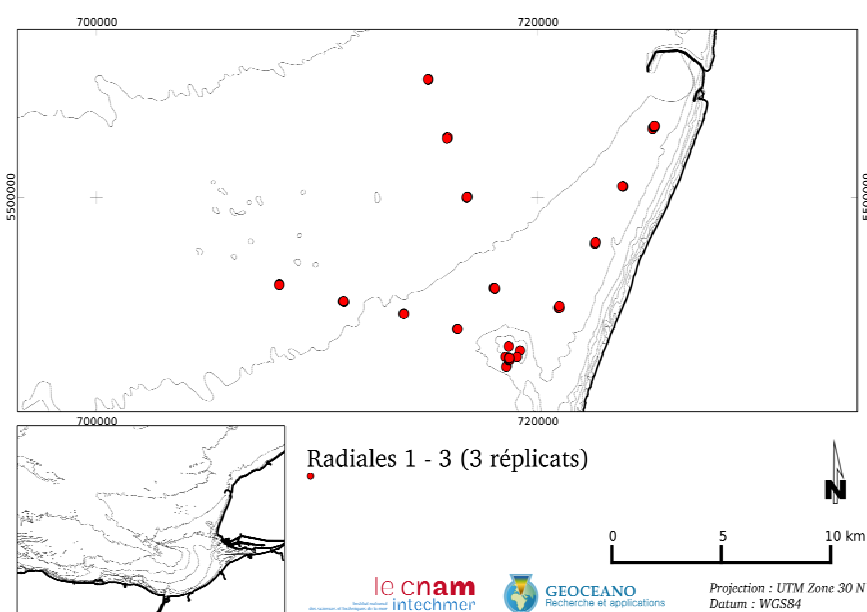 700000 720000
5500000
5500000
700000 720000
Radiales 1 - 3 (3 réplicats)
N
0 5 10 km
le cnam
intechmer
GEOCEANO
Recherche et applications
Projection : UTM Zone 30 N
Datum : WGS84